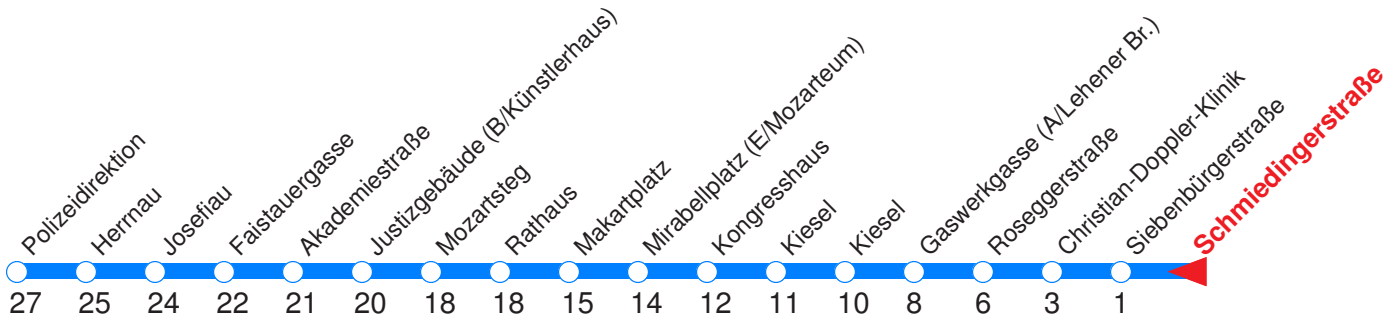 Polizeidirektion
Herrnau
Josefiau
Faistauergasse
Akademiestraße
Justizgebäude (B/Künstlerhaus)
Mozartsteg
Rathaus
Makartplatz
Mirabellplatz (E/Mozarteum)
Kongresshaus
Kiesel
Kiesel
Gaswerkgasse (A/Lehener Br.)
Roseggerstraße
Christian-Doppler-Klinik
Siebenbürgerstraße
Schmiedingerstraße
27 25 24 22 21 20 18 18 15 14 12 11 10 8 6 3 1